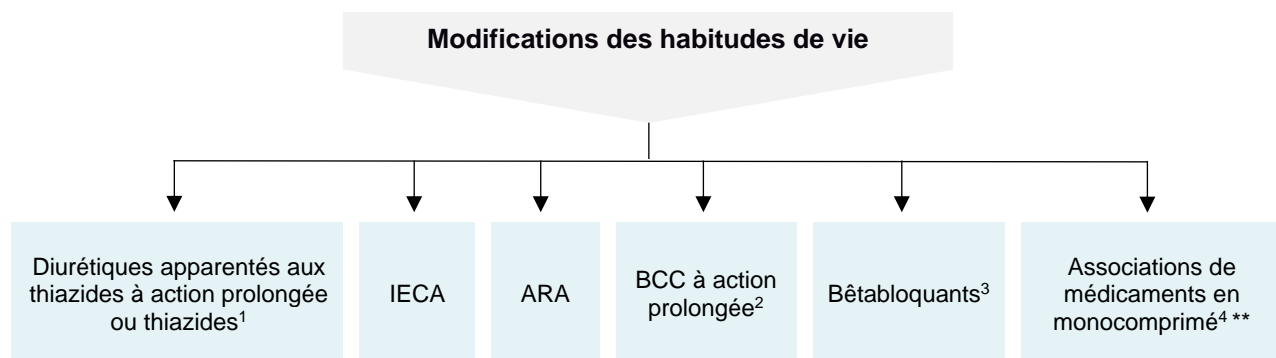 Modifications des habitudes de vie
Diurétiques apparentés aux
thiazides à action prolongée
ou thiazides1
IECA
ARA
BCC à action
prolongée2
Bêtabloquants3
Associations de
médicaments en
monocomprimé4 **